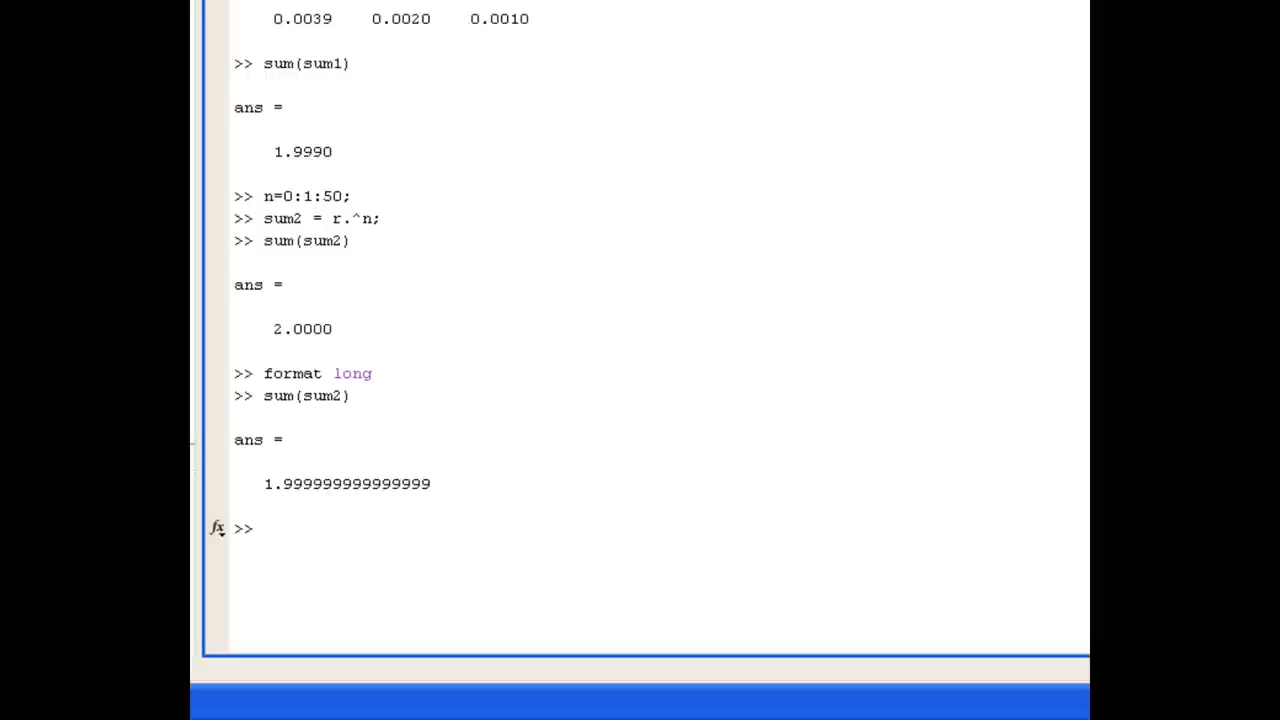 0.0039 0.0020 0.0010
>> sum(sum1)
ans =
1.9990
>> n=0:1:50;
>> sum2 = r.^n;
>> sum(sum2)
ans =
2.0000
>> format long
>> sum(sum2)
ans =
1.999999999999999
fx >>